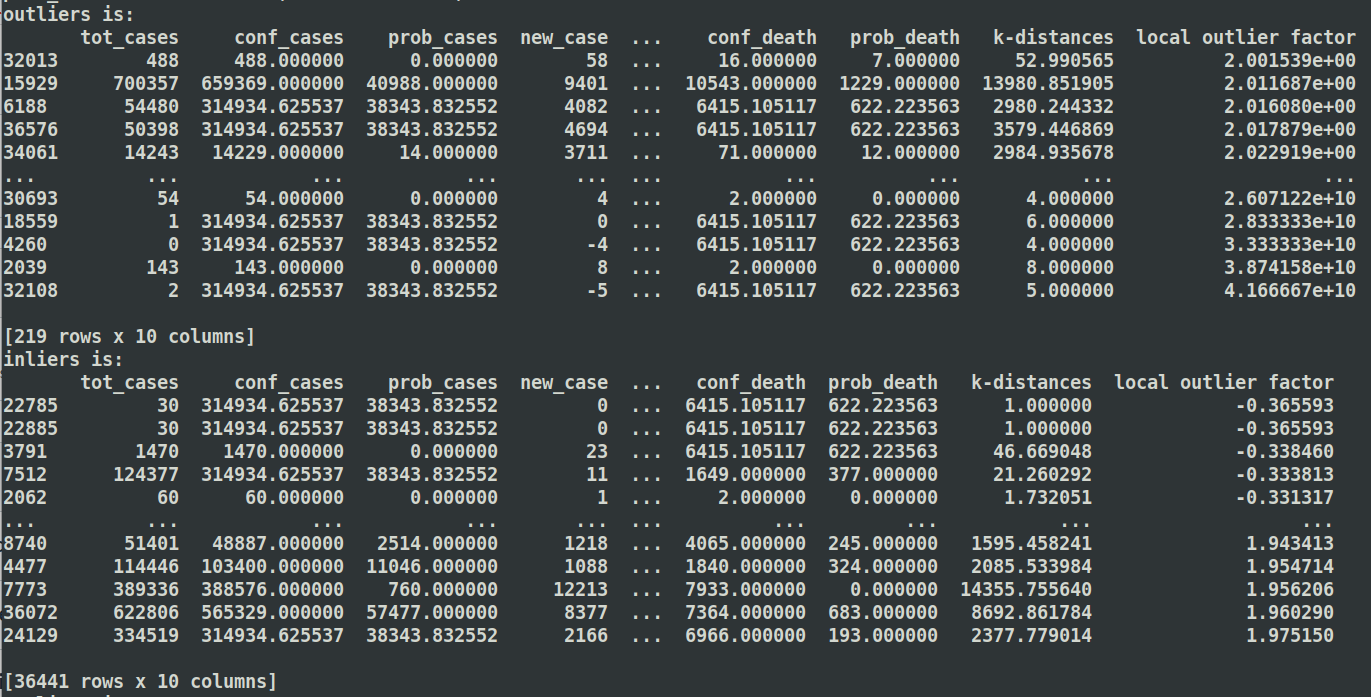 outliers is:
tot_cases conf_cases prob_cases new_case ... conf_death prob_death k-distances local outlier factor
32013 488 488.000000 0.000000 58 ... 16.000000 7.000000 52.990565 2.001539e+00
15929 700357 659369.000000 40988.000000 9401 ... 10543.000000 1229.000000 13980.851905 2.011687e+00
6188 54480 314934.625537 38343.832552 4082 ... 6415.105117 622.223563 2980.244332 2.016080e+00
36576 50398 314934.625537 38343.832552 4694 ... 6415.105117 622.223563 3579.446869 2.017879e+00
34061 14243 14229.000000 14.000000 3711 ... 71.000000 12.000000 2984.935678 2.022919e+00
... ... ... ... ... ... ... ... ... ...
30693 54 54.000000 0.000000 4 ... 2.000000 0.000000 4.000000 2.607122e+10
18559 1 314934.625537 38343.832552 0 ... 6415.105117 622.223563 6.000000 2.833333e+10
4260 0 314934.625537 38343.832552 -4 ... 6415.105117 622.223563 4.000000 3.333333e+10
2039 143 143.000000 0.000000 8 ... 2.000000 0.000000 8.000000 3.874158e+10
32108 2 314934.625537 38343.832552 -5 ... 6415.105117 622.223563 5.000000 4.166667e+10
[219 rows x 10 columns]
inliers is:
tot_cases conf_cases prob_cases new_case ... conf_death prob_death k-distances local outlier factor
22785 30 314934.625537 38343.832552 0 ... 6415.105117 622.223563 1.000000 -0.365593
22885 30 314934.625537 38343.832552 0 ... 6415.105117 622.223563 1.000000 -0.365593
3791 1470 1470.000000 0.000000 23 ... 6415.105117 622.223563 46.669048 -0.338460
7512 124377 314934.625537 38343.832552 11 ... 1649.000000 377.000000 21.260292 -0.333813
2062 60 60.000000 0.000000 1 ... 2.000000 0.000000 1.732051 -0.331317
... ... ... ... ... ... ... ... ... ...
8740 51401 48887.000000 2514.000000 1218 ... 4065.000000 245.000000 1595.458241 1.943413
4477 114446 103400.000000 11046.000000 1088 ... 1840.000000 324.000000 2085.533984 1.954714
7773 389336 388576.000000 760.000000 12213 ... 7933.000000 0.000000 14355.755640 1.956206
36072 622806 565329.000000 57477.000000 8377 ... 7364.000000 683.000000 8692.861784 1.960290
24129 334519 314934.625537 38343.832552 2166 ... 6966.000000 193.000000 2377.779014 1.975150
[36441 rows x 10 columns]